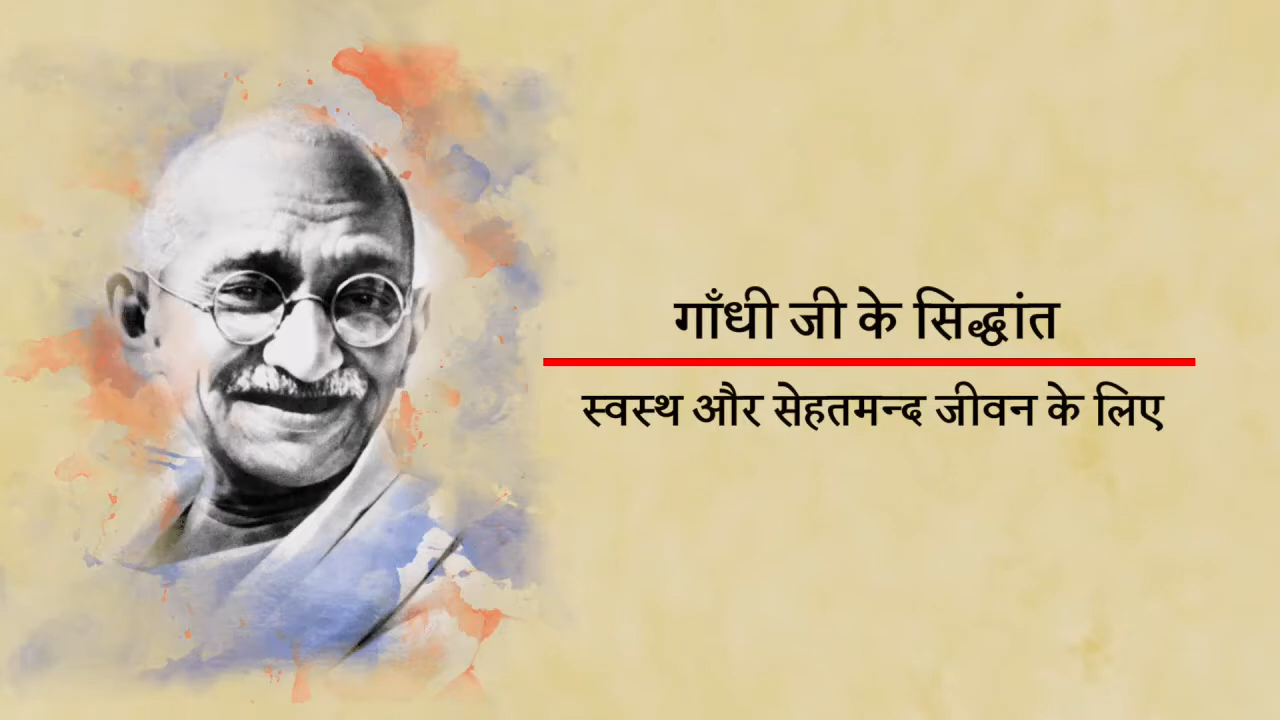 गाँधी जी के सिद्धांत
स्वस्थ और सेहतमन्द जीवन के लिए